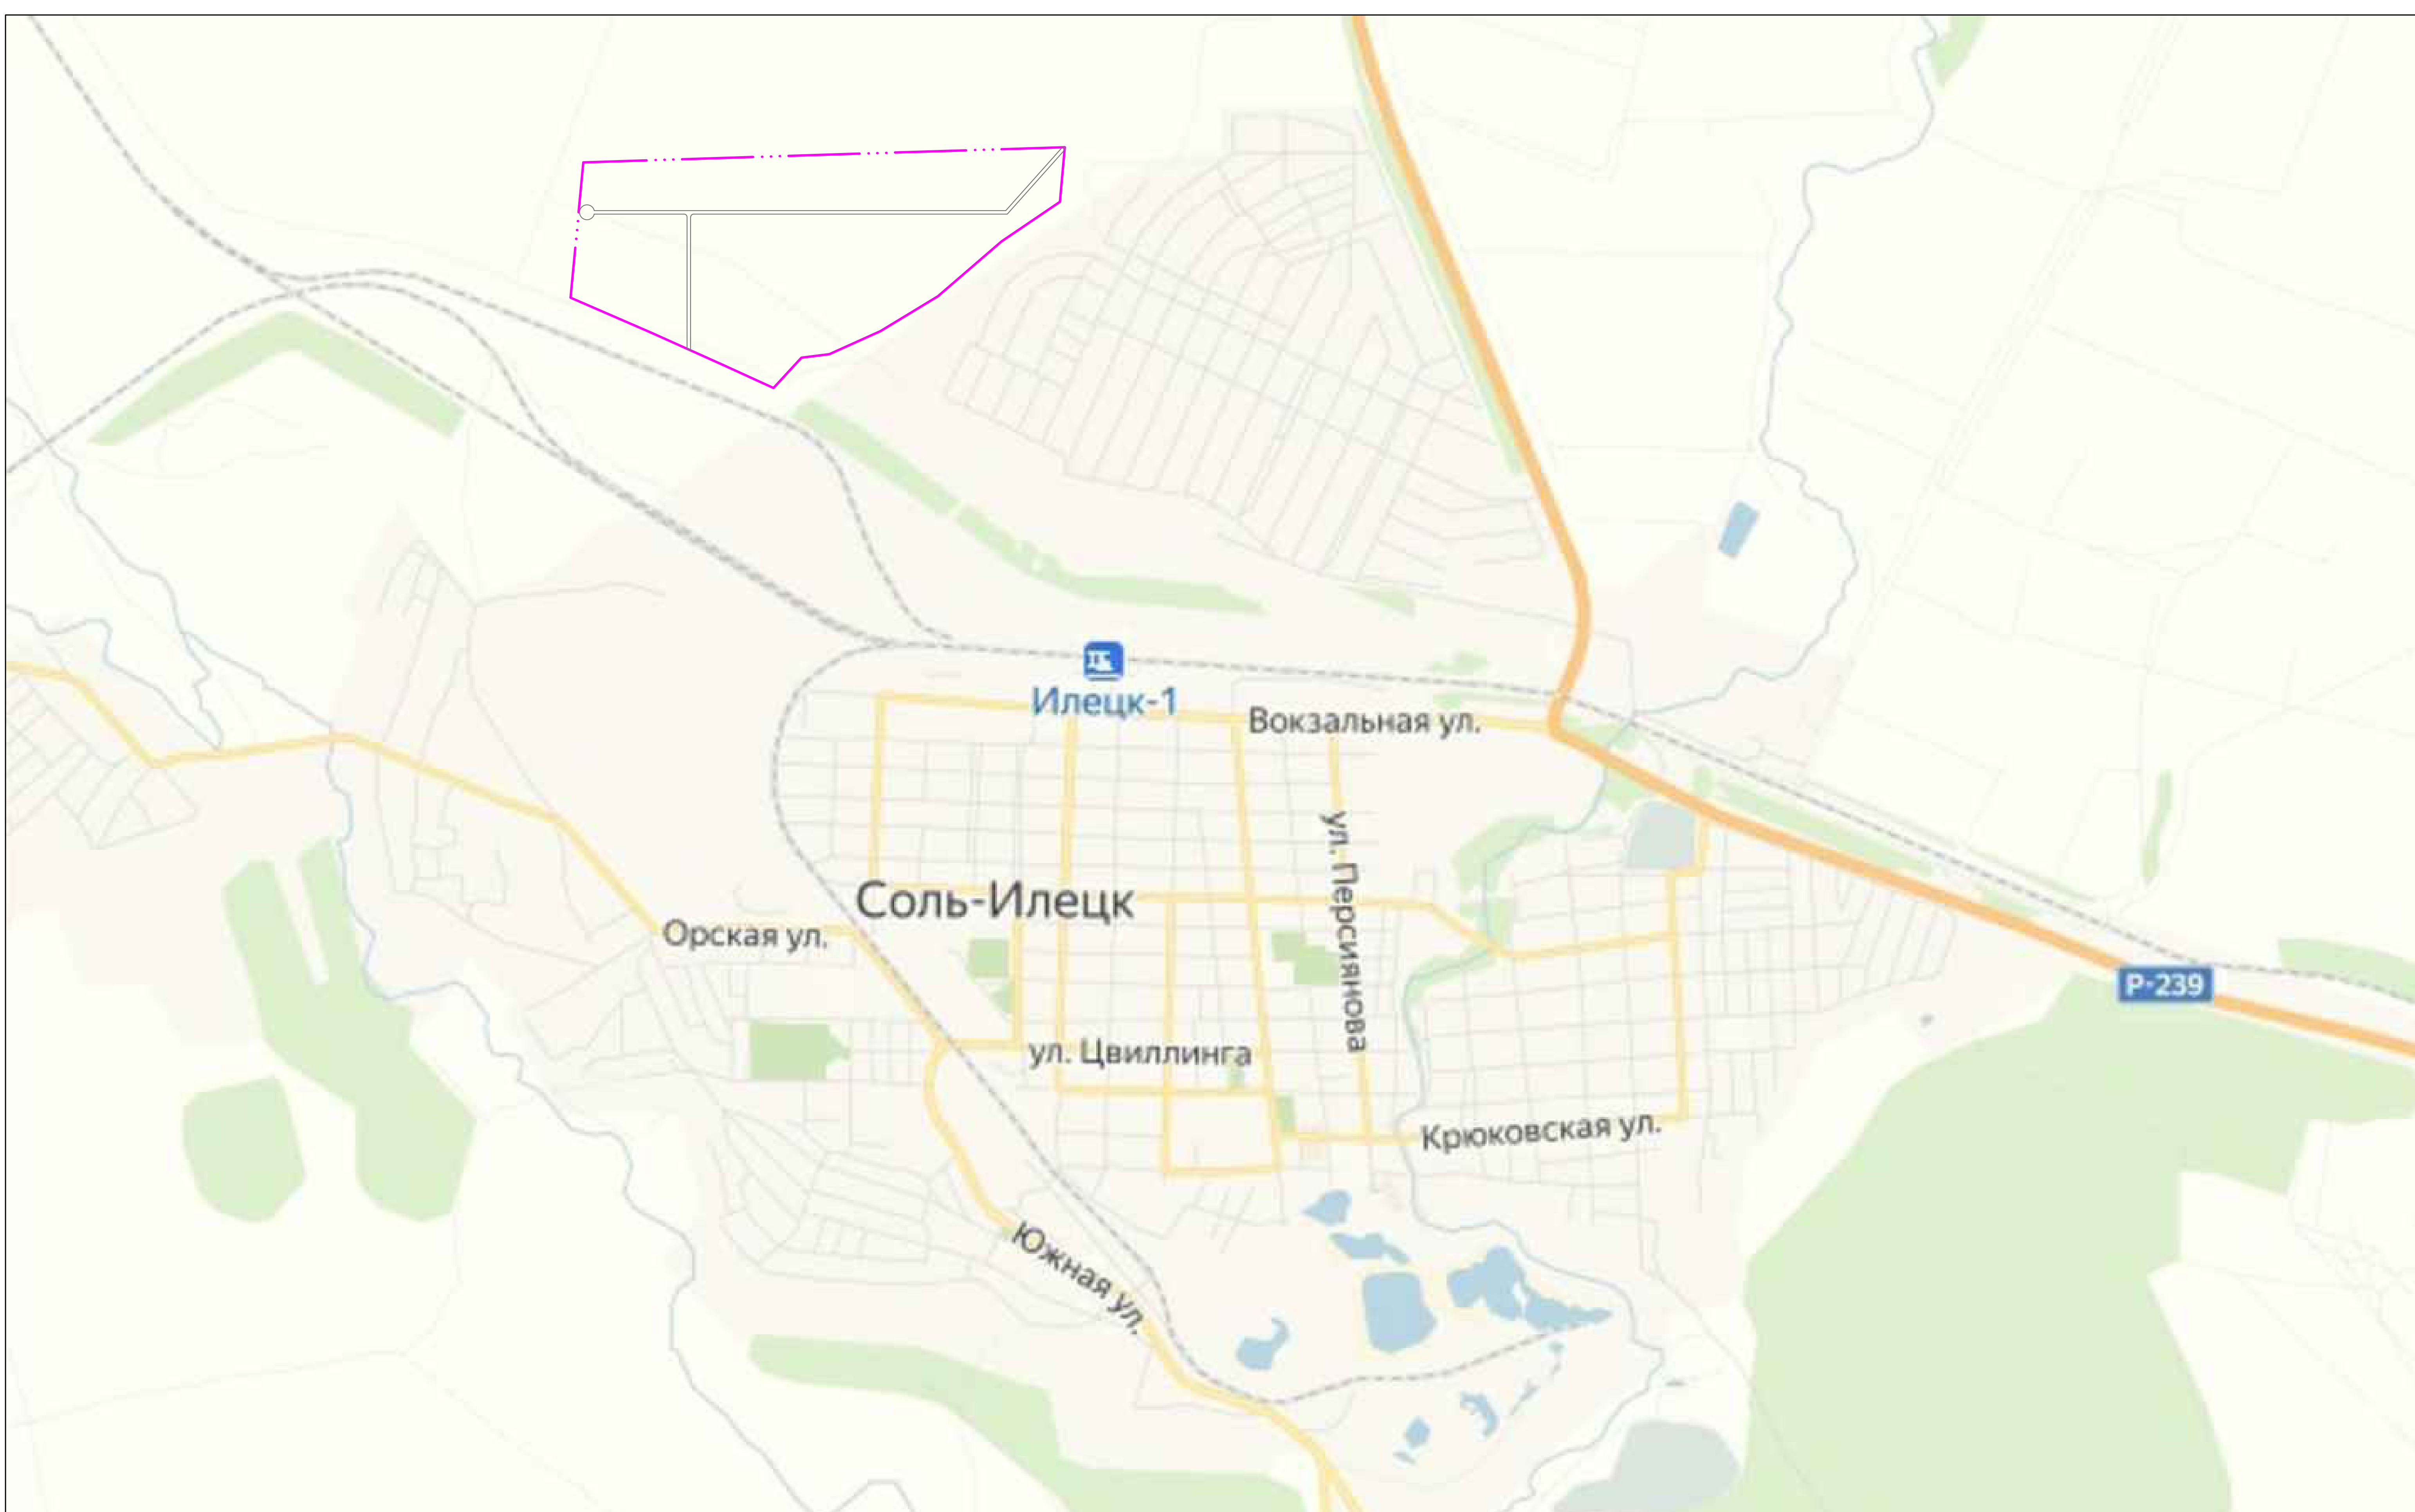 Илецк-1
Вокзальная ул.
ул. Персиянова
Соль-Илецк
Орская ул.
Р-239
ул. Цвиллинга
Крюковская ул.
Южная ул.